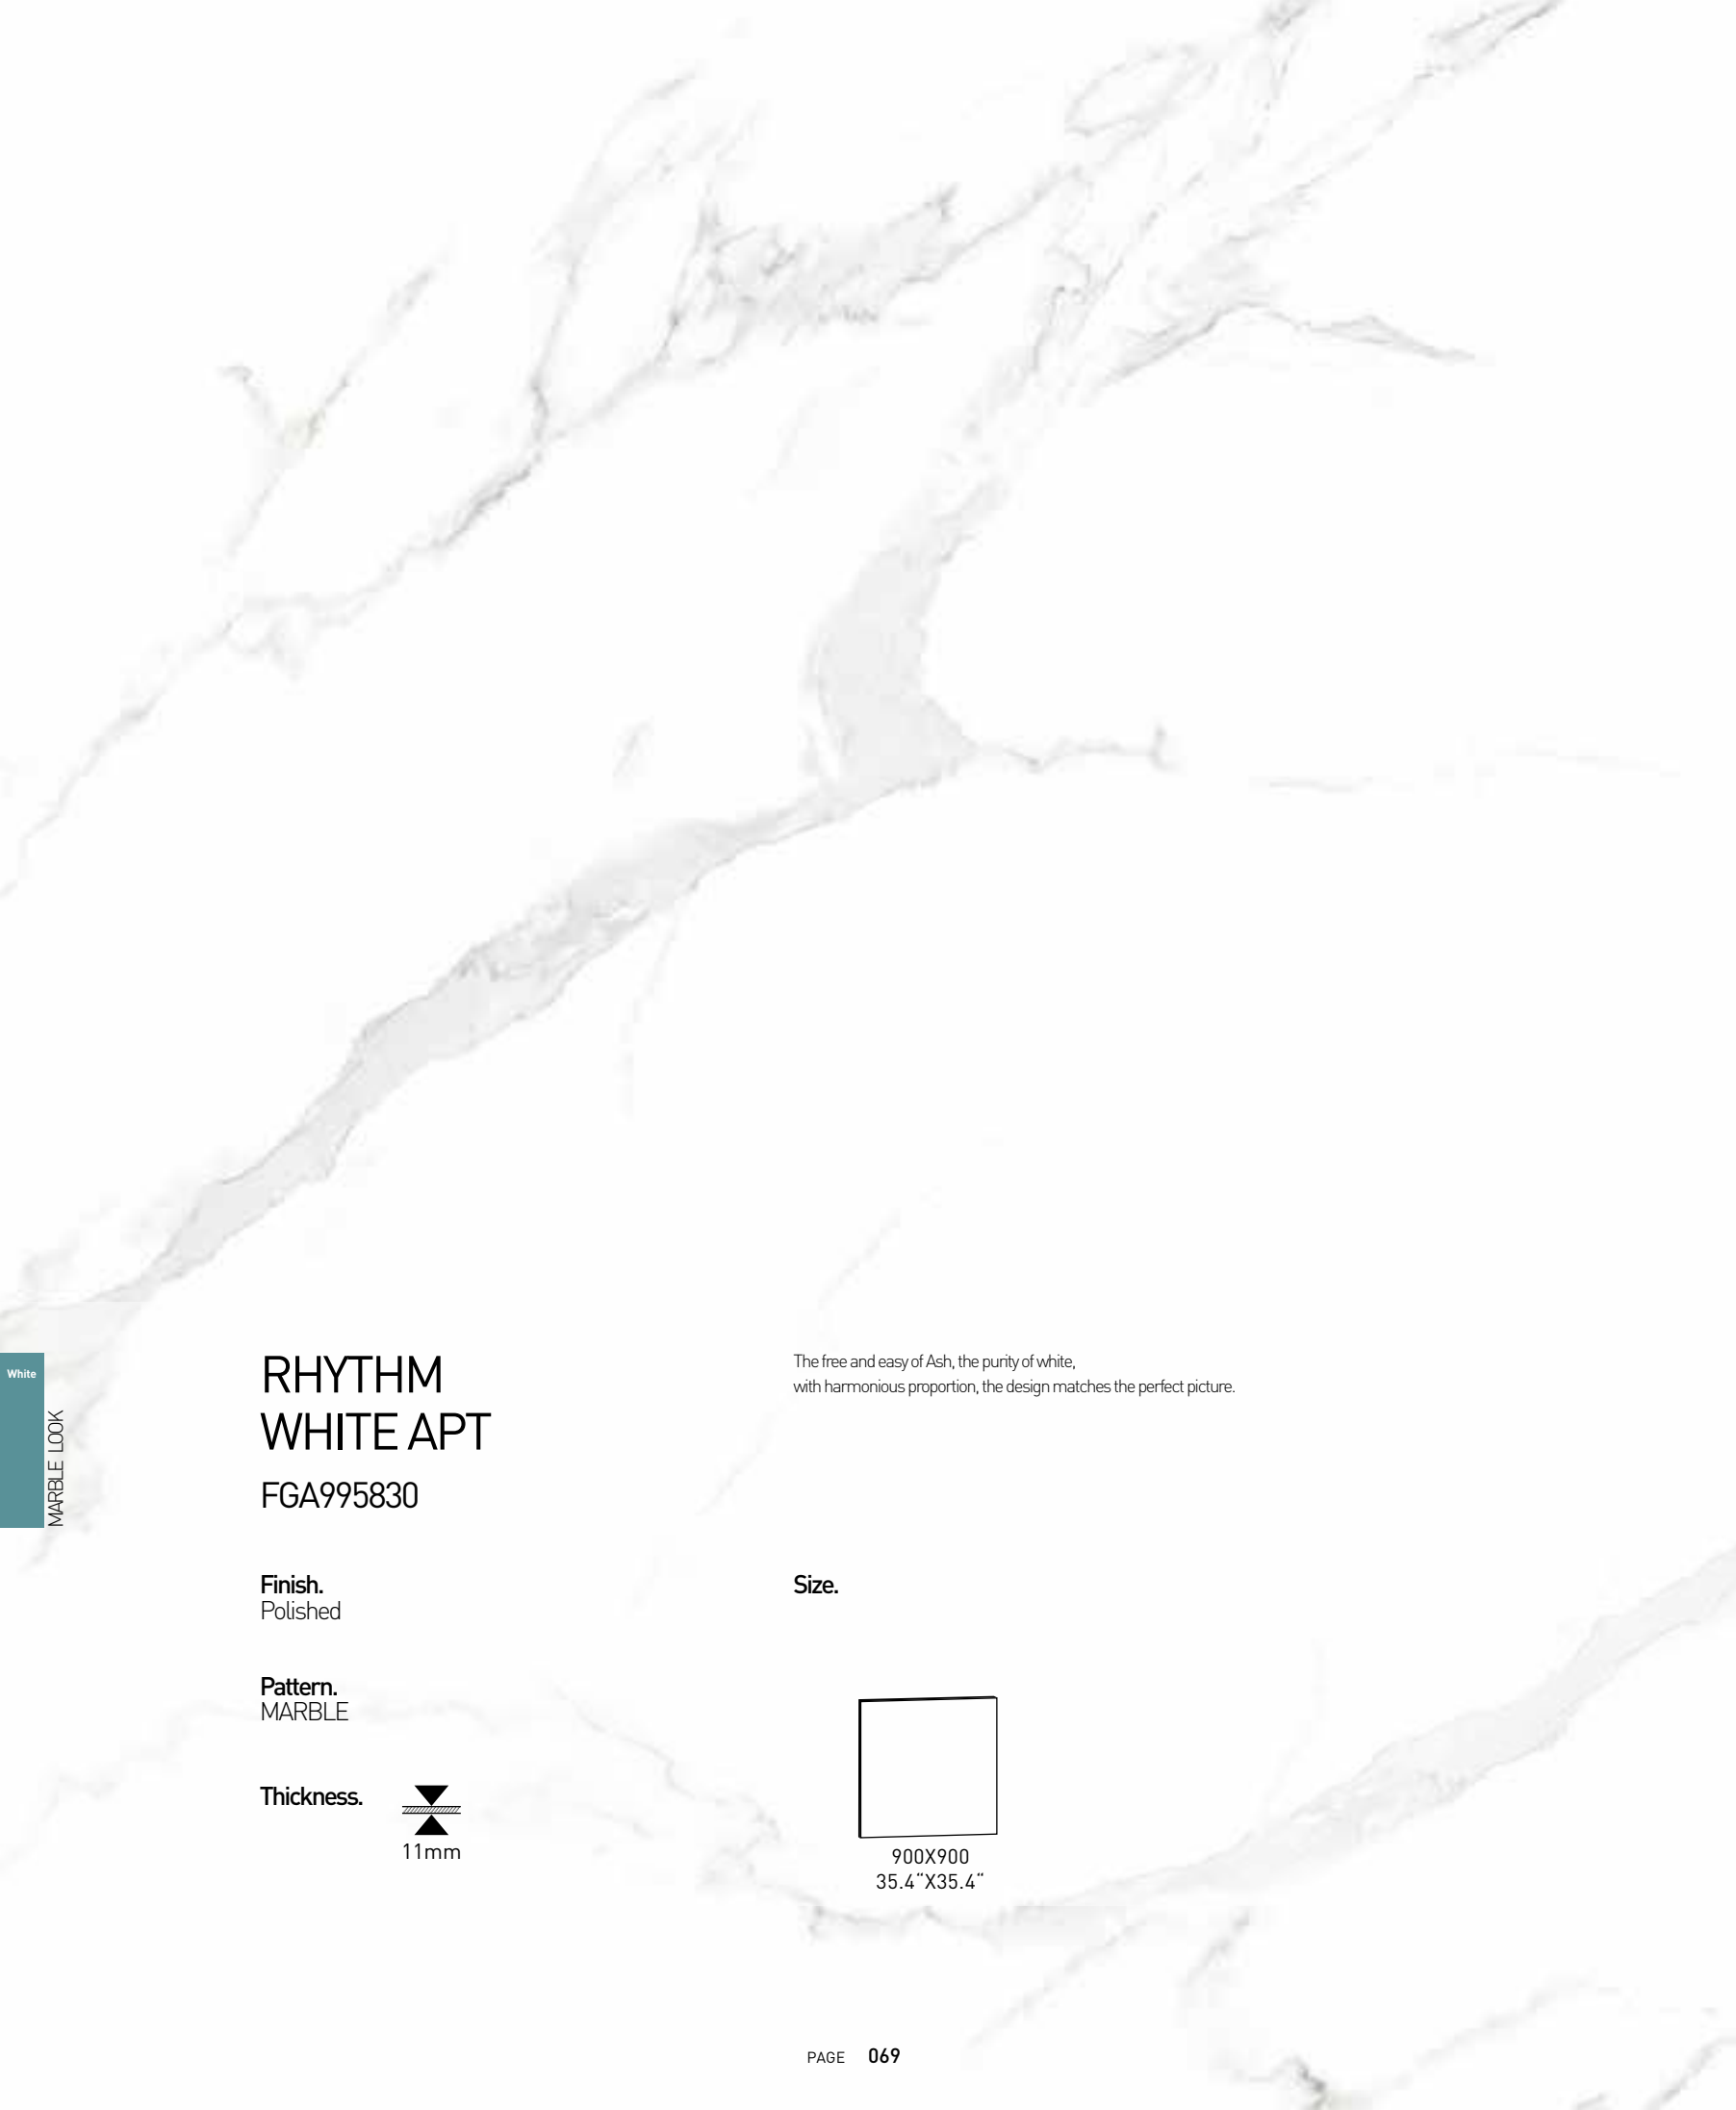 White
MARBLE LOOK
RHYTHM
WHITE APT
FGA995830
The free and easy of Ash, the purity of white,
with harmonious proportion, the design matches the perfect picture.
Finish.
Polished
Pattern.
MARBLE
Thickness.
11mm
Size.
900X900
35.4"X35.4"
PAGE 069